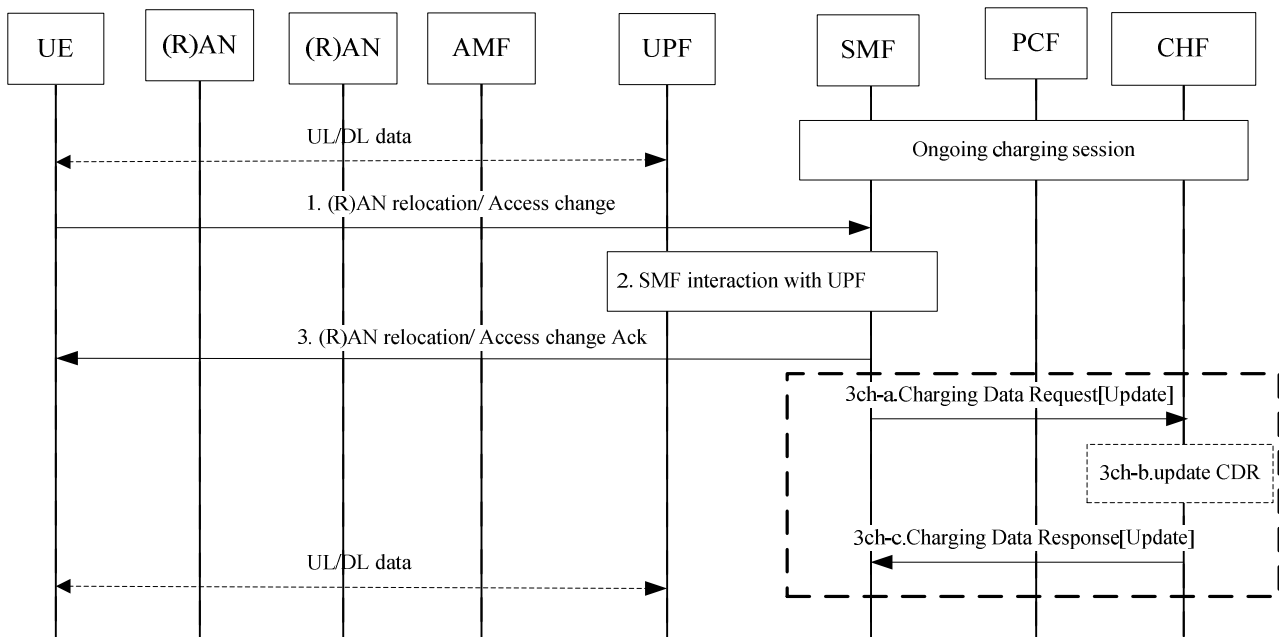 UE
(R)AN
(R)AN
AMF
UPF
SMF
PCF
CHF
UL/DL data
Ongoing charging session
1. (R)AN relocation/ Access change
2. SMF interaction with UPF
3. (R)AN relocation/ Access change Ack
3ch-a.Charging Data Request[Update]
3ch-b.update CDR
3ch-c.Charging Data Response[Update]
UL/DL data